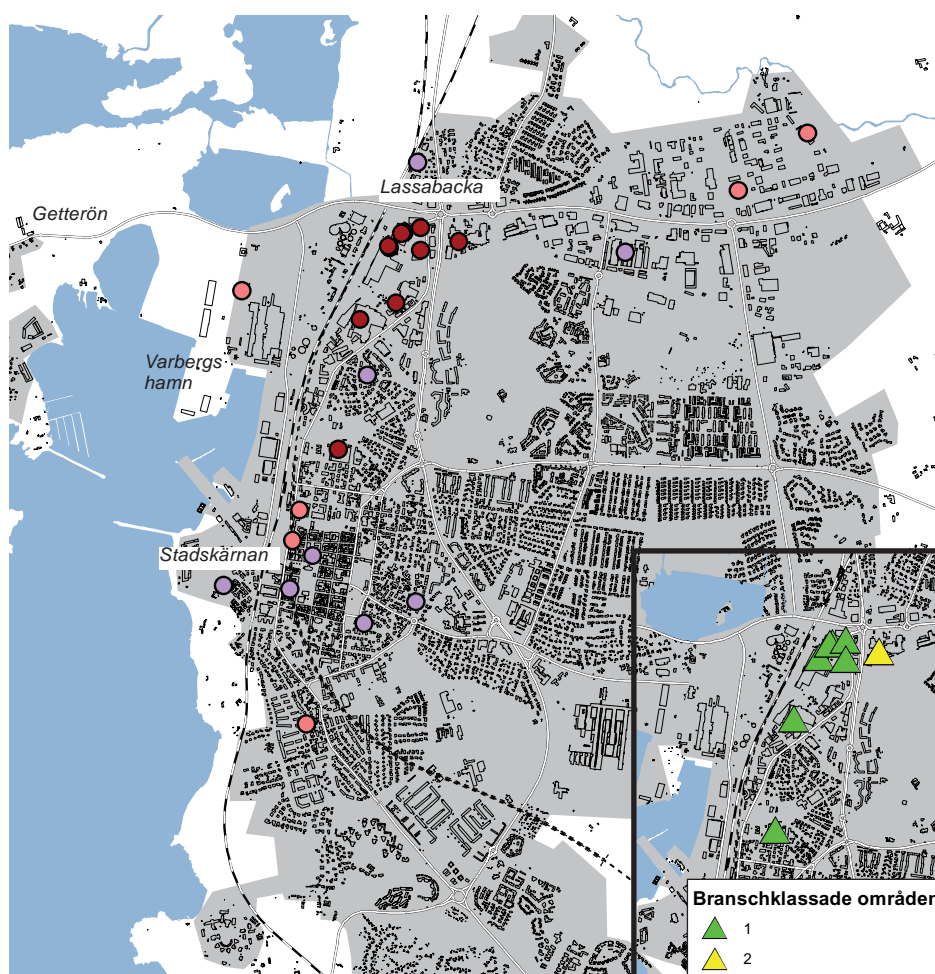 Lassabacka
Getterön
Varbergs
hamn
Stadskärnan
Branschklassade områden
1
2